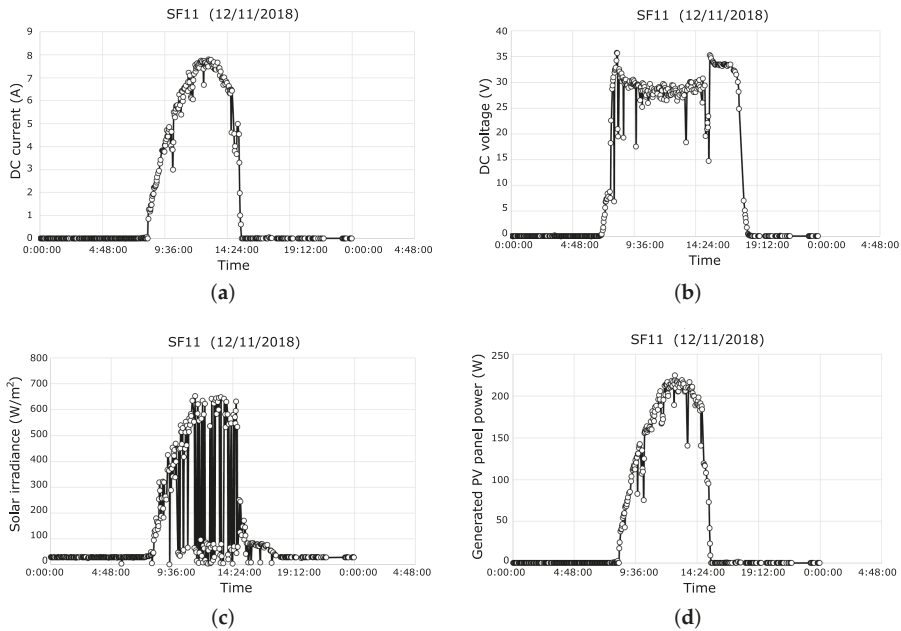 SF11 (12/11/2018)
DC current (A)
9
8
7
6
5
4
3
2
1
0
0:00:00 4:48:00 9:36:00 14:24:00 19:12:00 0:00:00 4:48:00
Time
(a)
SF11 (12/11/2018)
DC voltage (V)
40
35
30
25
20
15
10
5
0
0:00:00 4:48:00 9:36:00 14:24:00 19:12:00 0:00:00 4:48:00
Time
(b)
SF11 (12/11/2018)
Solar irradiance (W/m²)
800
700
600
500
400
300
200
100
0
0:00:00 4:48:00 9:36:00 14:24:00 19:12:00 0:00:00 4:48:00
Time
(c)
SF11 (12/11/2018)
Generated PV panel power (W)
250
200
150
100
50
0
0:00:00 4:48:00 9:36:00 14:24:00 19:12:00 0:00:00 4:48:00
Time
(d)